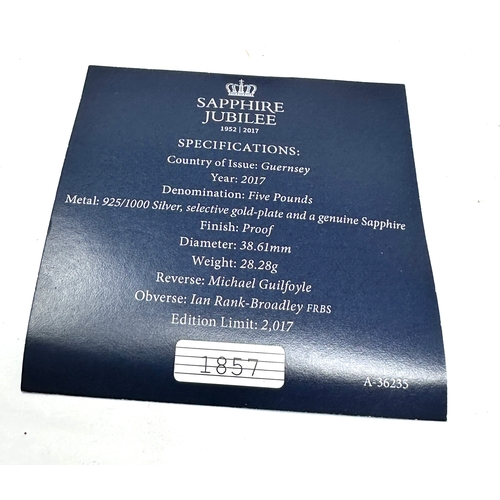 SAPPHIRE
JUBILEE
1952 | 2017
SPECIFICATIONS:
Country of Issue: Guernsey
Year: 2017
Denomination: Five Pounds
Metal: 925/1000 Silver, selective gold-plate and a genuine Sapphire
Finish: Proof
Diameter: 38.61mm
Weight: 28.28g
Reverse: Michael Guilfoyle
Obverse: Ian Rank-Broadley FRBS
Edition Limit: 2,017
1857
A-36235